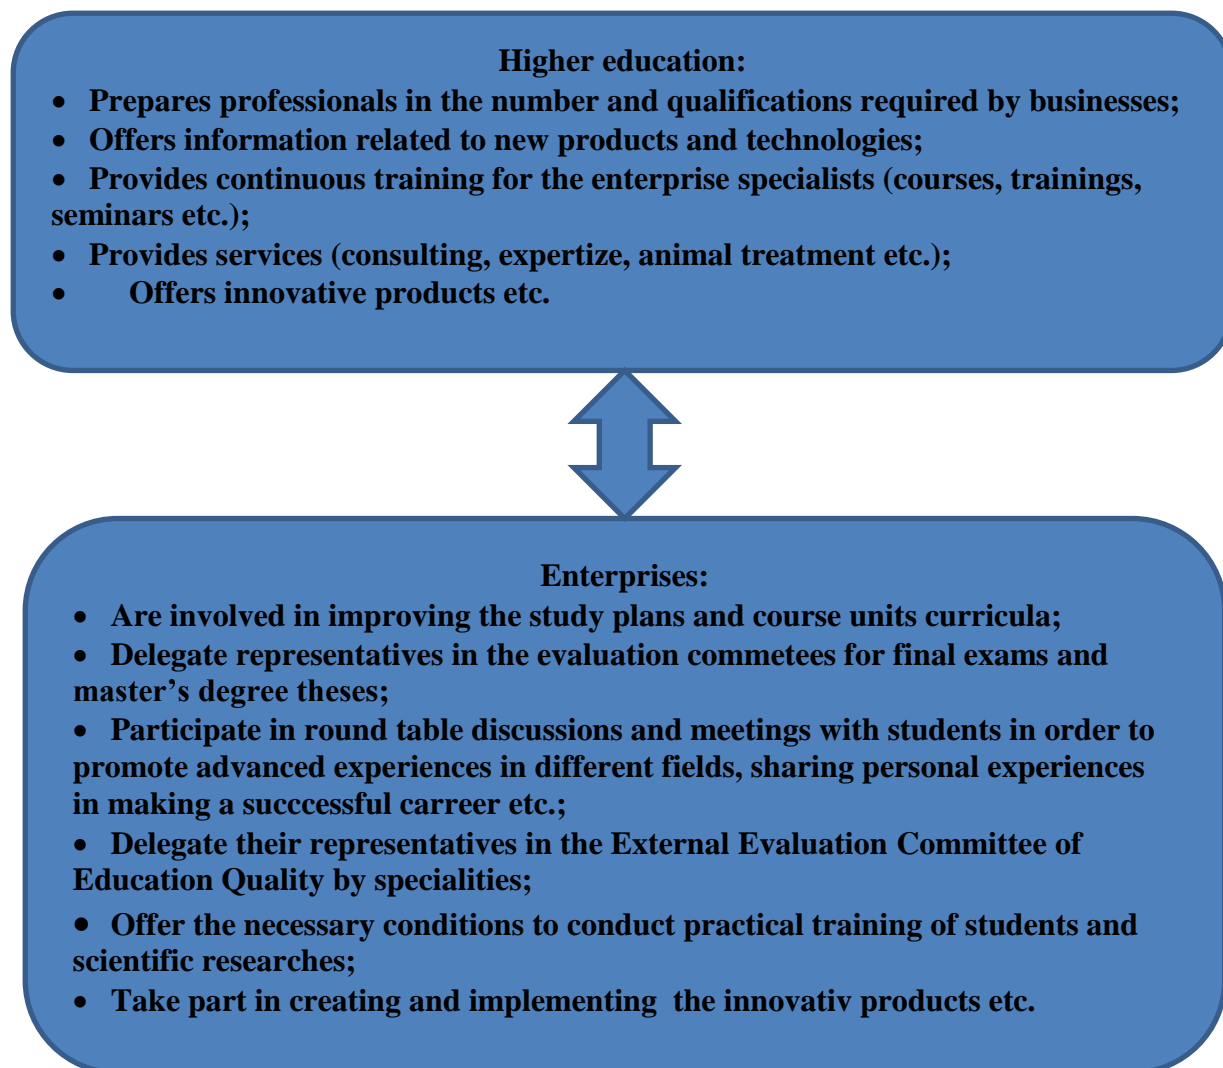 Higher education:
• Prepares professionals in the number and qualifications required by businesses;
• Offers information related to new products and technologies;
• Provides continuous training for the enterprise specialists (courses, trainings,
seminars etc.);
• Provides services (consulting, expertize, animal treatment etc.);
• Offers innovative products etc.
Enterprises:
• Are involved in improving the study plans and course units curricula;
• Delegate representatives in the evaluation commetees for final exams and
master’s degree theses;
• Participate in round table discussions and meetings with students in order to
promote advanced experiences in different fields, sharing personal experiences
in making a succcessful carreer etc.;
• Delegate their representatives in the External Evaluation Committee of
Education Quality by specialities;
• Offer the necessary conditions to conduct practical training of students and
scientific researches;
• Take part in creating and implementing the innovativ products etc.